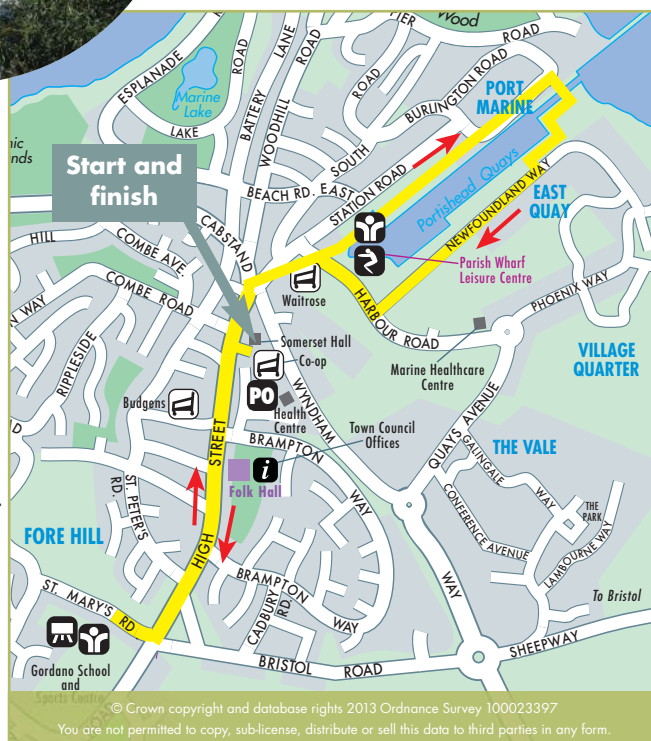 Wood
PIER
ROAD
ESPLANADE
ROAD
BATTERY
LANE
WOODHILL
ROAD
ROAD
BURLINGTON ROAD
PORT
MARINE
Marine
Lake
LAKE
SOUTH
STATION ROAD
BEACH RD. EAST
Start and
finish
CABSTAND
Portishead Quays
NEWFOUNDLAND WAY
EAST
QUAY
HILL
COMBE AVE
COMBE ROAD
Parish Wharf
Leisure Centre
Waitrose
HARBOUR ROAD
PHOENIX WAY
RIPPLESIDE
Somerset Hall
Co-op
PO
Marine Healthcare
Centre
VILLAGE
QUARTER
Budgens
Health
Centre
WYNDHAM
WAY
BRAMPTON
WAY
Town Council
Offices
QUAYS AVENUE
THE VALE
GALINGALE
WAY
HIGH STREET
i
Folk Hall
ST. PETER'S
RD.
CONFERENCE AVENUE
THE
PARK
LAMBOURNE WAY
FORE HILL
BRAMPTON
WAY
CADBURY
RD.
ST. MARY'S RD.
To Bristol
SHEEPWAY
BRISTOL ROAD
Gordano School
and
Sports Centre
© Crown copyright and database rights 2013 Ordnance Survey 100023397
You are not permitted to copy, sub-license, distribute or sell this data to third parties in any form.